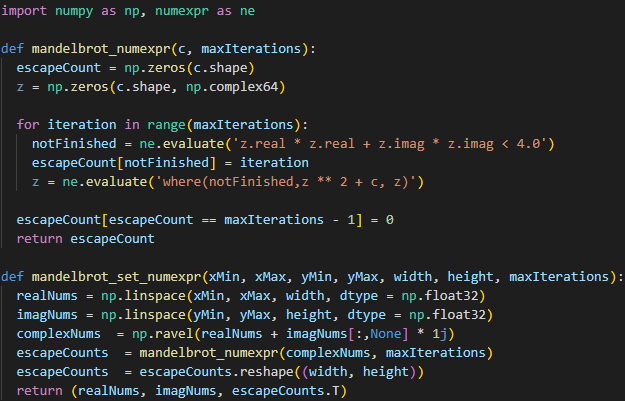 import numpy as np, numexpr as ne

def mandelbrot_numexpr(c, maxIterations):
  escapeCount = np.zeros(c.shape)
  z = np.zeros(c.shape, np.complex64)

  for iteration in range(maxIterations):
    notFinished = ne.evaluate('z.real * z.real + z.imag * z.imag < 4.0')
    escapeCount[notFinished] = iteration
    z = ne.evaluate('where(notFinished,z ** 2 + c, z)')

  escapeCount[escapeCount == maxIterations - 1] = 0
  return escapeCount

def mandelbrot_set_numexpr(xMin, xMax, yMin, yMax, width, height, maxIterations):
  realNums = np.linspace(xMin, xMax, width, dtype = np.float32)
  imagNums = np.linspace(yMin, yMax, height, dtype = np.float32)
  complexNums  = np.ravel(realNums + imagNums[:,None] * 1j)
  escapeCounts  = mandelbrot_numexpr(complexNums, maxIterations)
  escapeCounts  = escapeCounts.reshape((width, height))
  return (realNums, imagNums, escapeCounts.T)